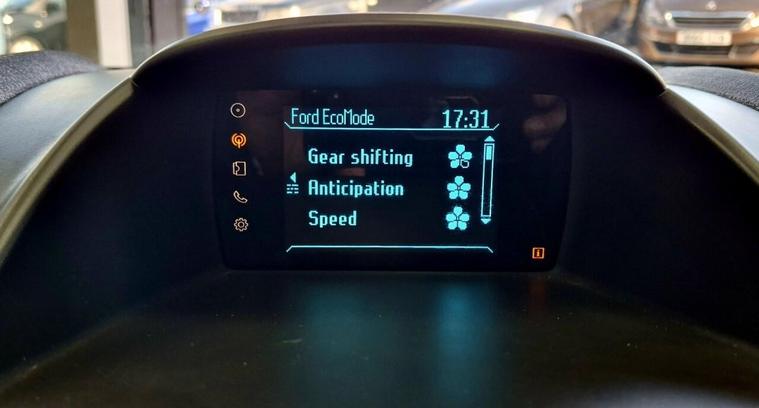 Ford EcoMode 17:31
Gear shifting
Anticipation
Speed